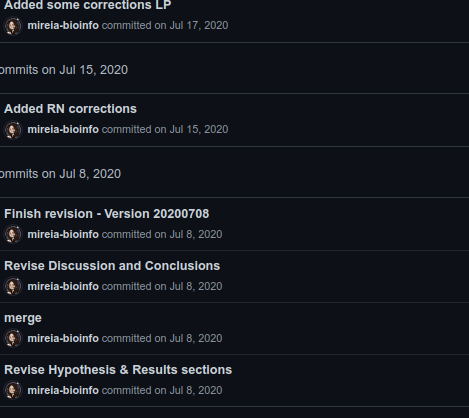 Added some corrections LP
mireia-bioinfo committed on Jul 17, 2020
ommits on Jul 15, 2020
Added RN corrections
mireia-bioinfo committed on Jul 15, 2020
ommits on Jul 8, 2020
Finish revision - Version 20200708
mireia-bioinfo committed on Jul 8, 2020
Revise Discussion and Conclusions
mireia-bioinfo committed on Jul 8, 2020
merge
mireia-bioinfo committed on Jul 8, 2020
Revise Hypothesis & Results sections
mireia-bioinfo committed on Jul 8, 2020